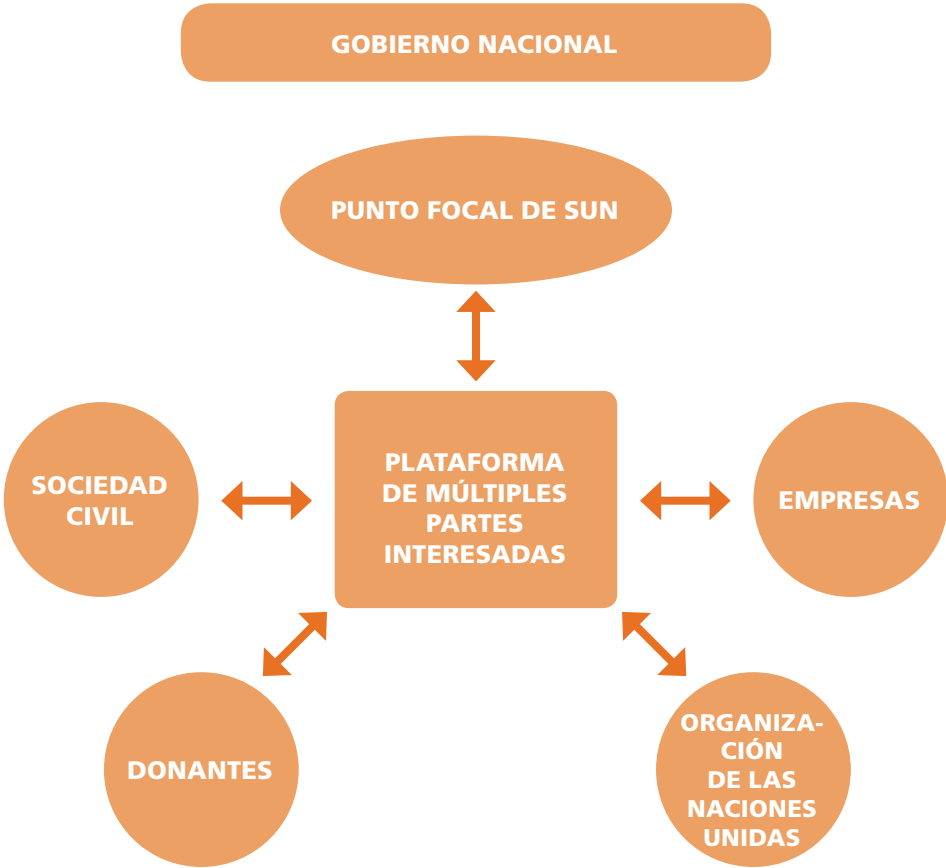 GOBIERNO NACIONAL
PUNTO FOCAL DE SUN
PLATAFORMA
DE MÚLTIPLES
PARTES
INTERESADAS
SOCIEDAD
CIVIL
EMPRESAS
DONANTES
ORGANIZA-
CIÓN
DE LAS
NACIONES
UNIDAS